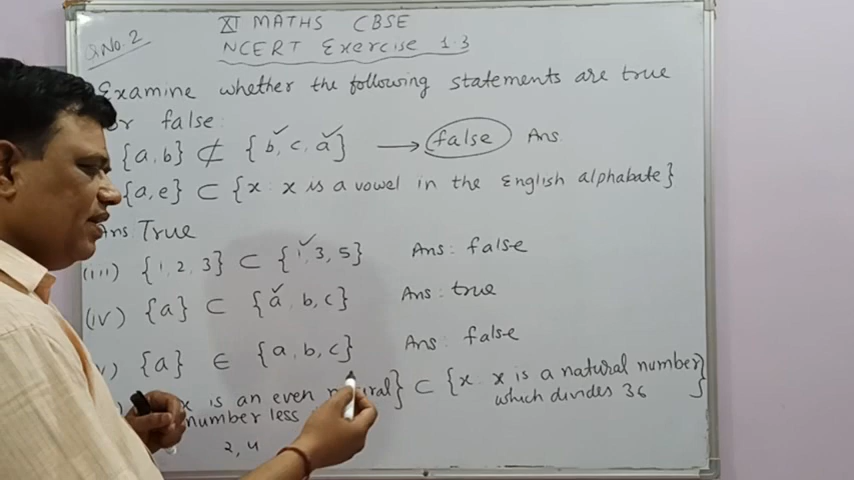 QNo.2
XI MATHS CBSE
NCERT Exercise 1.3
Examine whether the following statements are true
or false:
{a,b} ⊄ {b, c, a} → false Ans.
{a,e} ⊂ {x: x is a vowel in the English alphabate}
Ans: True
(iii) {1, 2, 3} ⊂ {1, 3, 5} Ans: false
(iv) {a} ⊂ {a, b, c} Ans: true
) {a} ∈ {a, b, c} Ans: false
x is an even } ⊂ {x: x is a natural number
number less which divides 36 }
2, 4